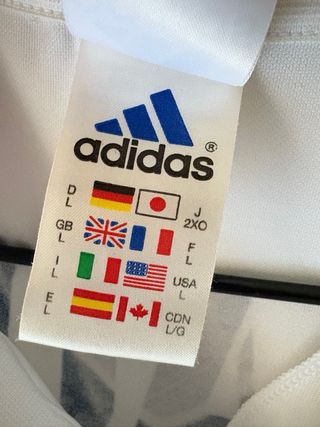 adidas®
D L J 2XO
GB L F L
I L USA L
E L CDN L/G